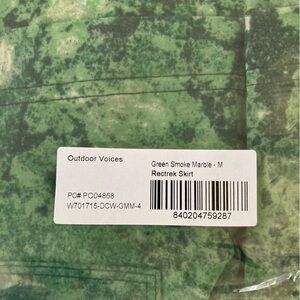 Outdoor Voices
Green Smoke Marble - M
Rectrek Skirt
PO# PO04868
W701715-DCW-GMM-4
840204759287